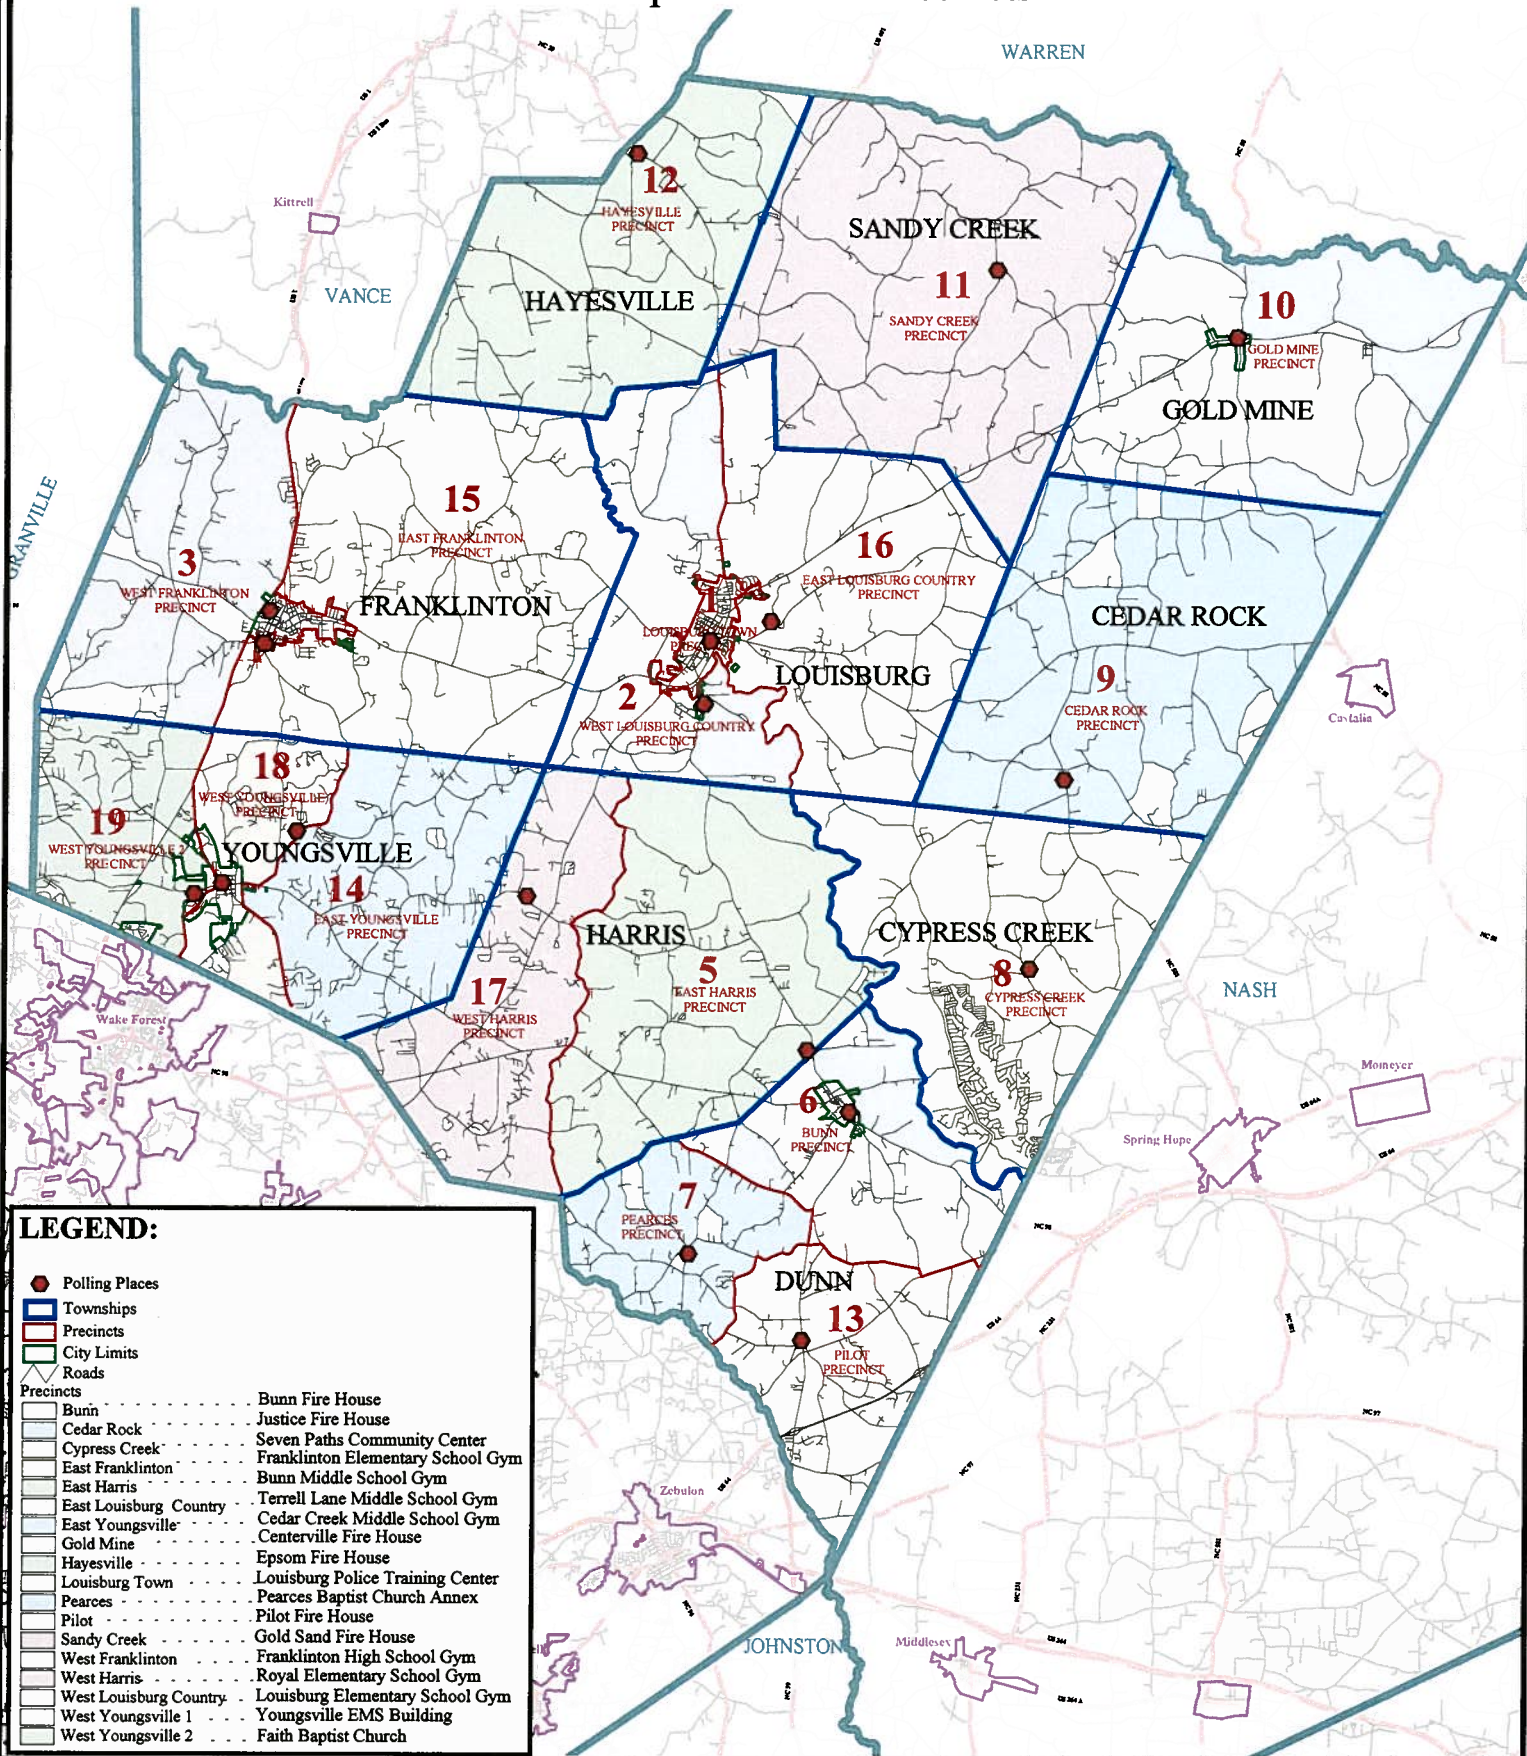 WARREN
Kittrell
VANCE
GRANVILLE
12
HAYESVILLE
PRECINCT
HAYESVILLE
SANDY CREEK
11
SANDY CREEK
PRECINCT
10
GOLD MINE
PRECINCT
GOLD MINE
15
EAST FRANKLINTON
PRECINCT
3
WEST FRANKLINTON
PRECINCT
FRANKLINTON
16
EAST LOUISBURG COUNTRY
PRECINCT
1
LOUISBURG TOWN
LOUISBURG
2
WEST LOUISBURG COUNTRY
PRECINCT
CEDAR ROCK
9
CEDAR ROCK
PRECINCT
Castalia
18
WEST YOUNGSVILLE
PRECINCT
19
WEST YOUNGSVILLE 2
PRECINCT
YOUNGSVILLE
14
EAST YOUNGSVILLE
PRECINCT
HARRIS
17
WEST HARRIS
PRECINCT
5
EAST HARRIS
PRECINCT
CYPRESS CREEK
8
CYPRESS CREEK
PRECINCT
NASH
Wake Forest
NC 98
Momeyer
Spring Hope
6
BUNN
PRECINCT
7
PEARCES
PRECINCT
DUNN
13
PILOT
PRECINCT
NC 97
Zebulon
JOHNSTON
Middlesex
LEGEND:
Polling Places
Townships
Precincts
City Limits
Roads
Precincts
Bunn - - - - - - - - - - Bunn Fire House
Cedar Rock - - - - - - - Justice Fire House
Cypress Creek - - - - - Seven Paths Community Center
East Franklinton - - - - Franklinton Elementary School Gym
East Harris - - - - - - Bunn Middle School Gym
East Louisburg Country - - Terrell Lane Middle School Gym
East Youngsville - - - - Cedar Creek Middle School Gym
Gold Mine - - - - - - Centerville Fire House
Hayesville - - - - - - Epsom Fire House
Louisburg Town - - - - Louisburg Police Training Center
Pearces - - - - - - - - Pearces Baptist Church Annex
Pilot - - - - - - - - - Pilot Fire House
Sandy Creek - - - - - - Gold Sand Fire House
West Franklinton - - - - Franklinton High School Gym
West Harris - - - - - - Royal Elementary School Gym
West Louisburg Country - - Louisburg Elementary School Gym
West Youngsville 1 - - - Youngsville EMS Building
West Youngsville 2 - - - Faith Baptist Church